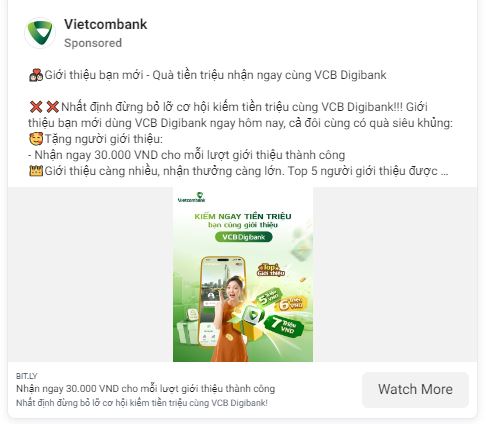 Vietcombank
Sponsored
Giới thiệu bạn mới - Quà tiền triệu nhận ngay cùng VCB Digibank
Nhất định đừng bỏ lỡ cơ hội kiếm tiền triệu cùng VCB Digibank!!! Giới
thiệu bạn mới dùng VCB Digibank ngay hôm nay, cả đôi cùng có quà siêu khủng:
Tặng người giới thiệu:
- Nhận ngay 30.000 VND cho mỗi lượt giới thiệu thành công
Giới thiệu càng nhiều, nhận thưởng càng lớn. Top 5 người giới thiệu được ...
Vietcombank
KIẾM NGAY TIỀN TRIỆU
bạn cùng giới thiệu
VCB Digibank
Top
Giới thiệu
5 Triệu
VND
6 Triệu
VND
7 Triệu
VND
BIT.LY
Nhận ngay 30.000 VND cho mỗi lượt giới thiệu thành công
Nhất định đừng bỏ lỡ cơ hội kiếm tiền triệu cùng VCB Digibank!
Watch More